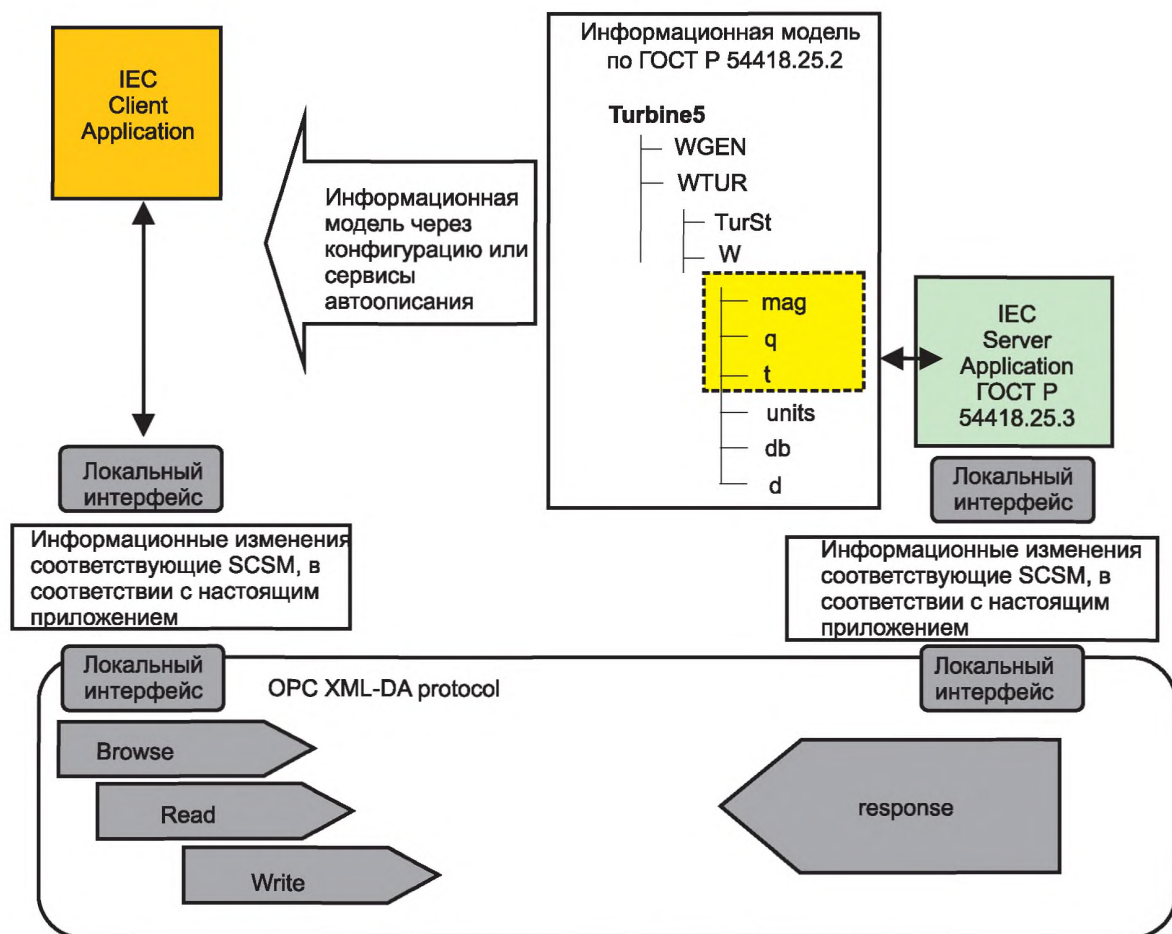 IEC
Client
Application
Информационная модель
по ГОСТ Р 54418.25.2
Turbine5
WGEN
WTUR
TurSt
W
mag
q
t
units
db
d
Информационная
модель через
конфигурацию или
сервисы
автоописания
IEC
Server
Application
ГОСТ Р
54418.25.3
Локальный
интерфейс
Локальный
интерфейс
Информационные изменения
соответствующие SCSM, в
соответствии с настоящим
приложением
Информационные изменения
соответствующие SCSM, в
соответствии с настоящим
приложением
Локальный
интерфейс
OPC XML-DA protocol
Локальный
интерфейс
Browse
Read
Write
response